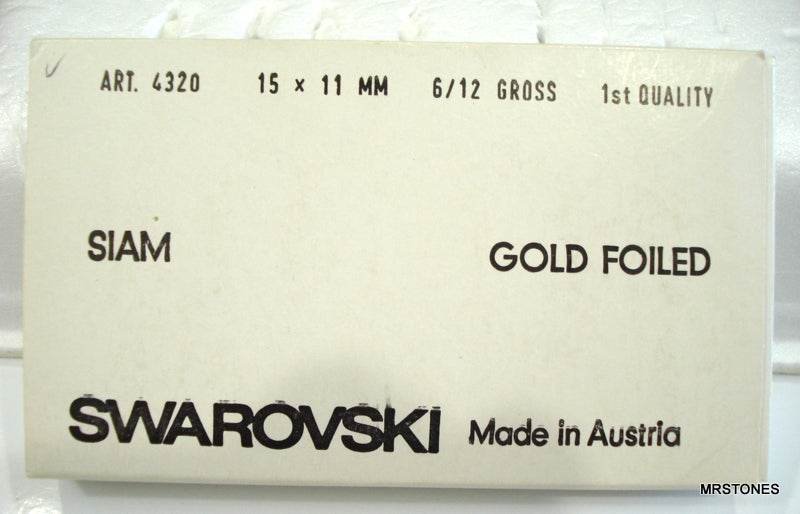 ART. 4320 15 × 11 MM 6/12 GROSS 1st QUALITY
SIAM GOLD FOILED
SWAROVSKI Made in Austria
MRSTONES